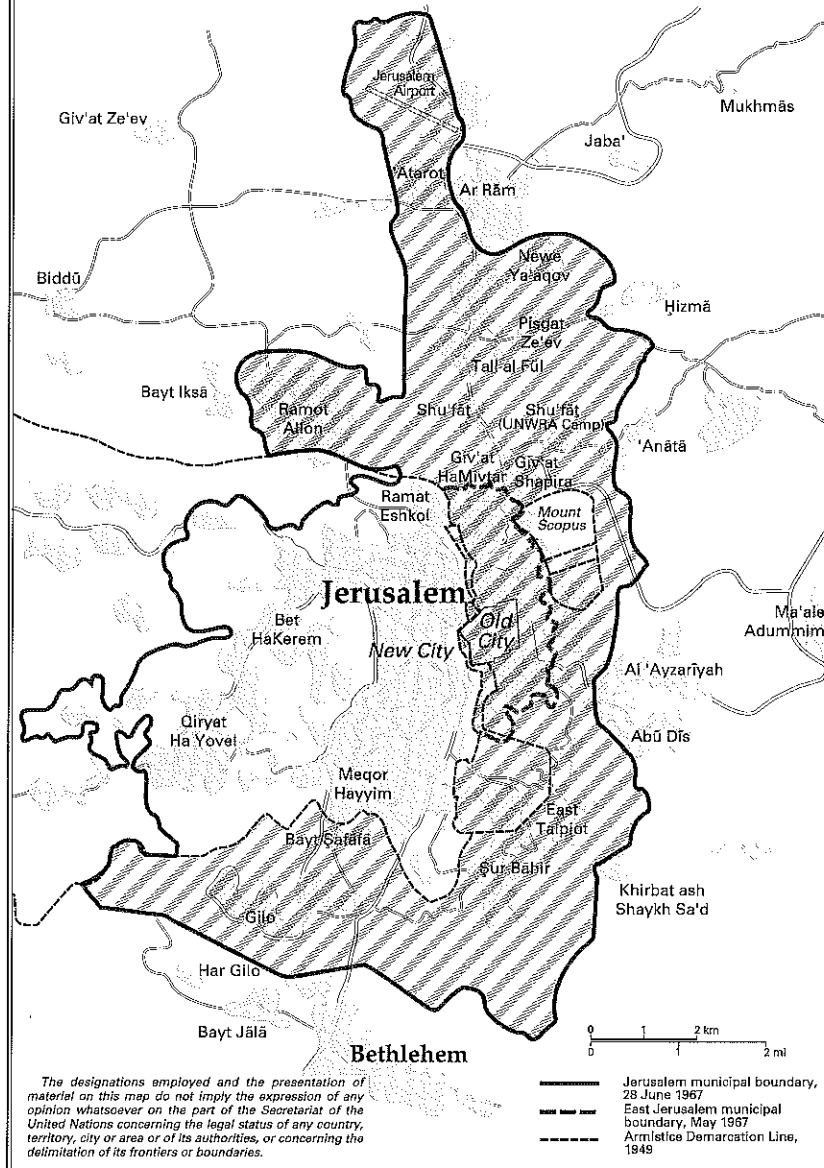 Jerusalem
Airport
Mukhmās
Giv'at Ze'ev
Jaba'
'Atarot
Ar Rām
Newe
Ya'aqov
Biddū
Ḥizmā
Pisgat
Ze'ev
Tall al Fūl
Bayt Iksā
Ramot
Allon
Shu'fāṭ
Shu'fāṭ
(UNWRA Camp)
'Anātā
Giv'at
HaMivtar
Giv'at
Shapira
Ramat
Eshkol
Mount
Scopus
Jerusalem
Old
City
Bet
HaKerem
New City
Ma'ale
Adummim
Al 'Ayzarīyah
Qiryat
Ha Yovel
Abū Dīs
Meqor
Hayyim
East
Talpiot
Bayt Ṣafāfā
Ṣur Bāhir
Khirbat ash
Shaykh Sa'd
Gilo
Har Gilo
Bayt Jālā
Bethlehem
0 1 2 km
0 1 2 mi
The designations employed and the presentation of
material on this map do not imply the expression of any
opinion whatsoever on the part of the Secretariat of the
United Nations concerning the legal status of any country,
territory, city or area or of its authorities, or concerning the
delimitation of its frontiers or boundaries.
Jerusalem municipal boundary,
28 June 1967
East Jerusalem municipal
boundary, May 1967
Armistice Demarcation Line,
1949